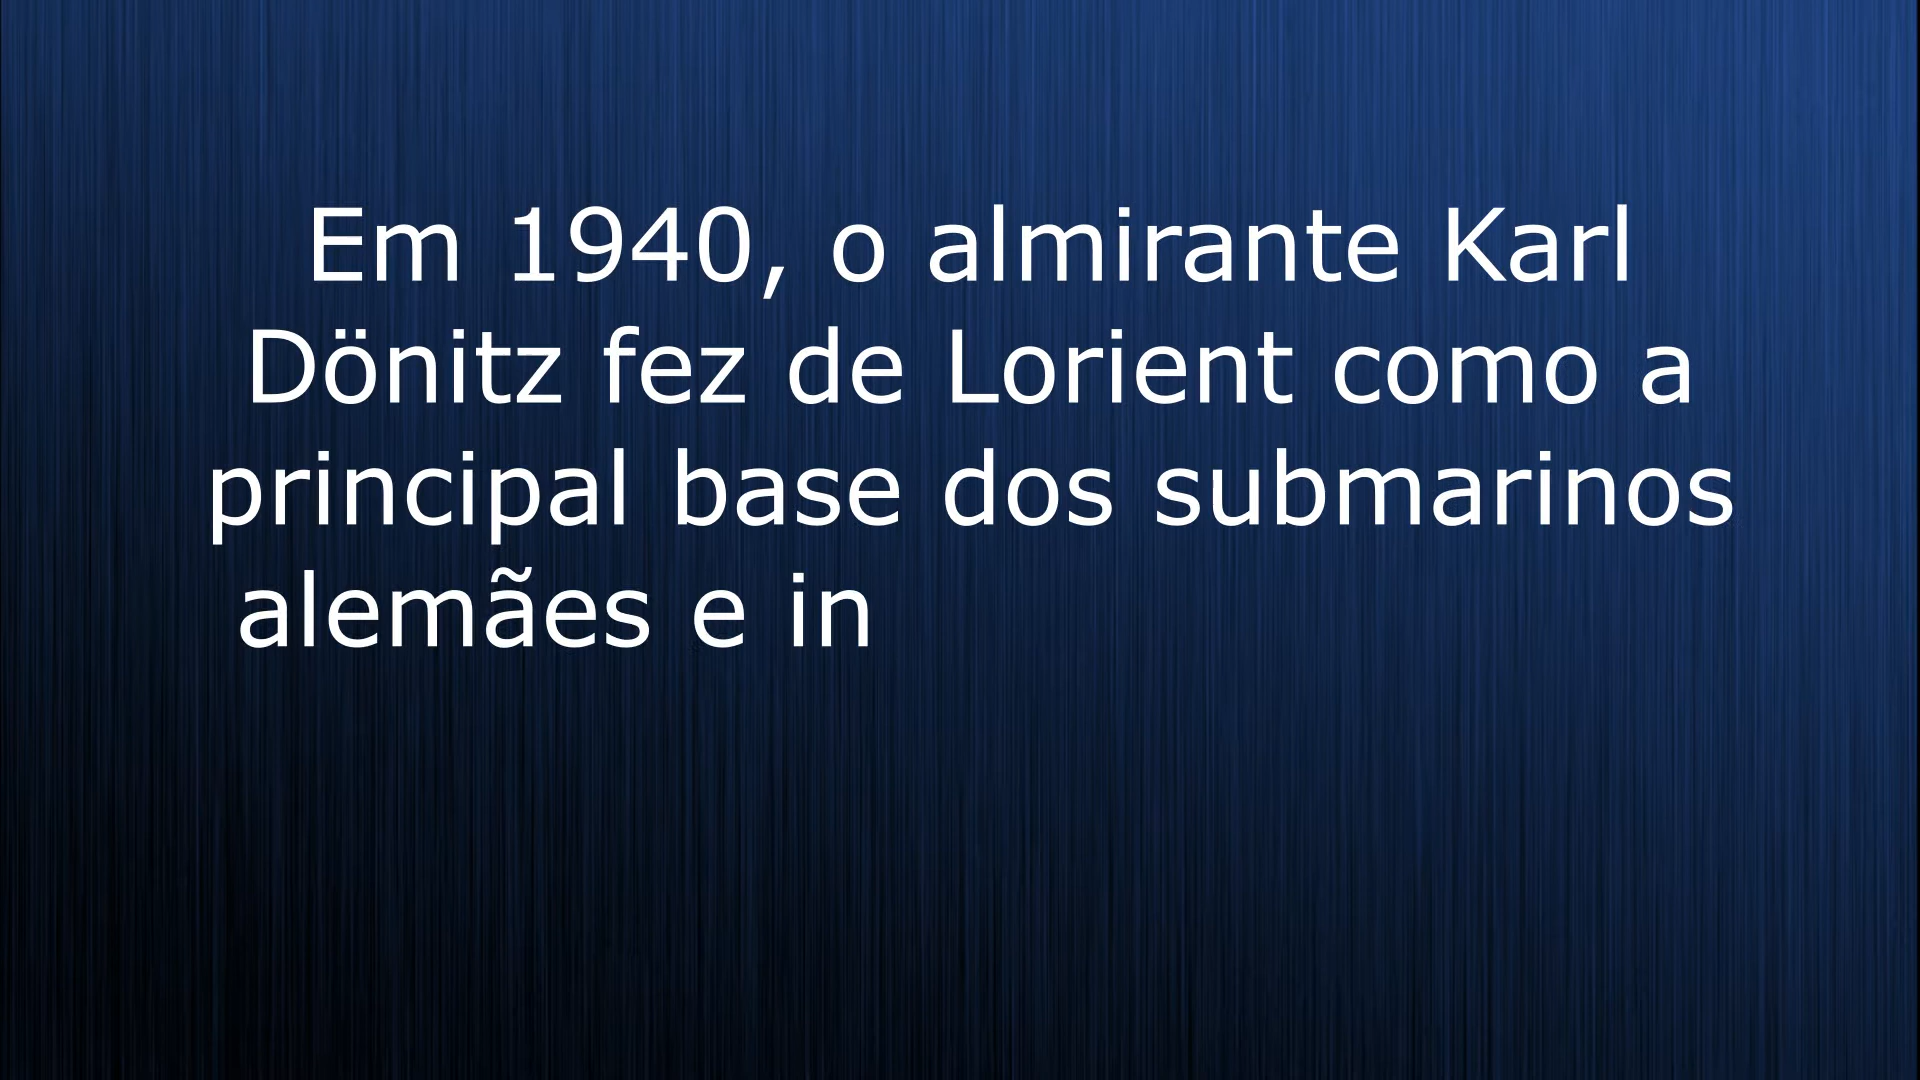 Em 1940, o almirante Karl
Dönitz fez de Lorient como a
principal base dos submarinos
alemães e in